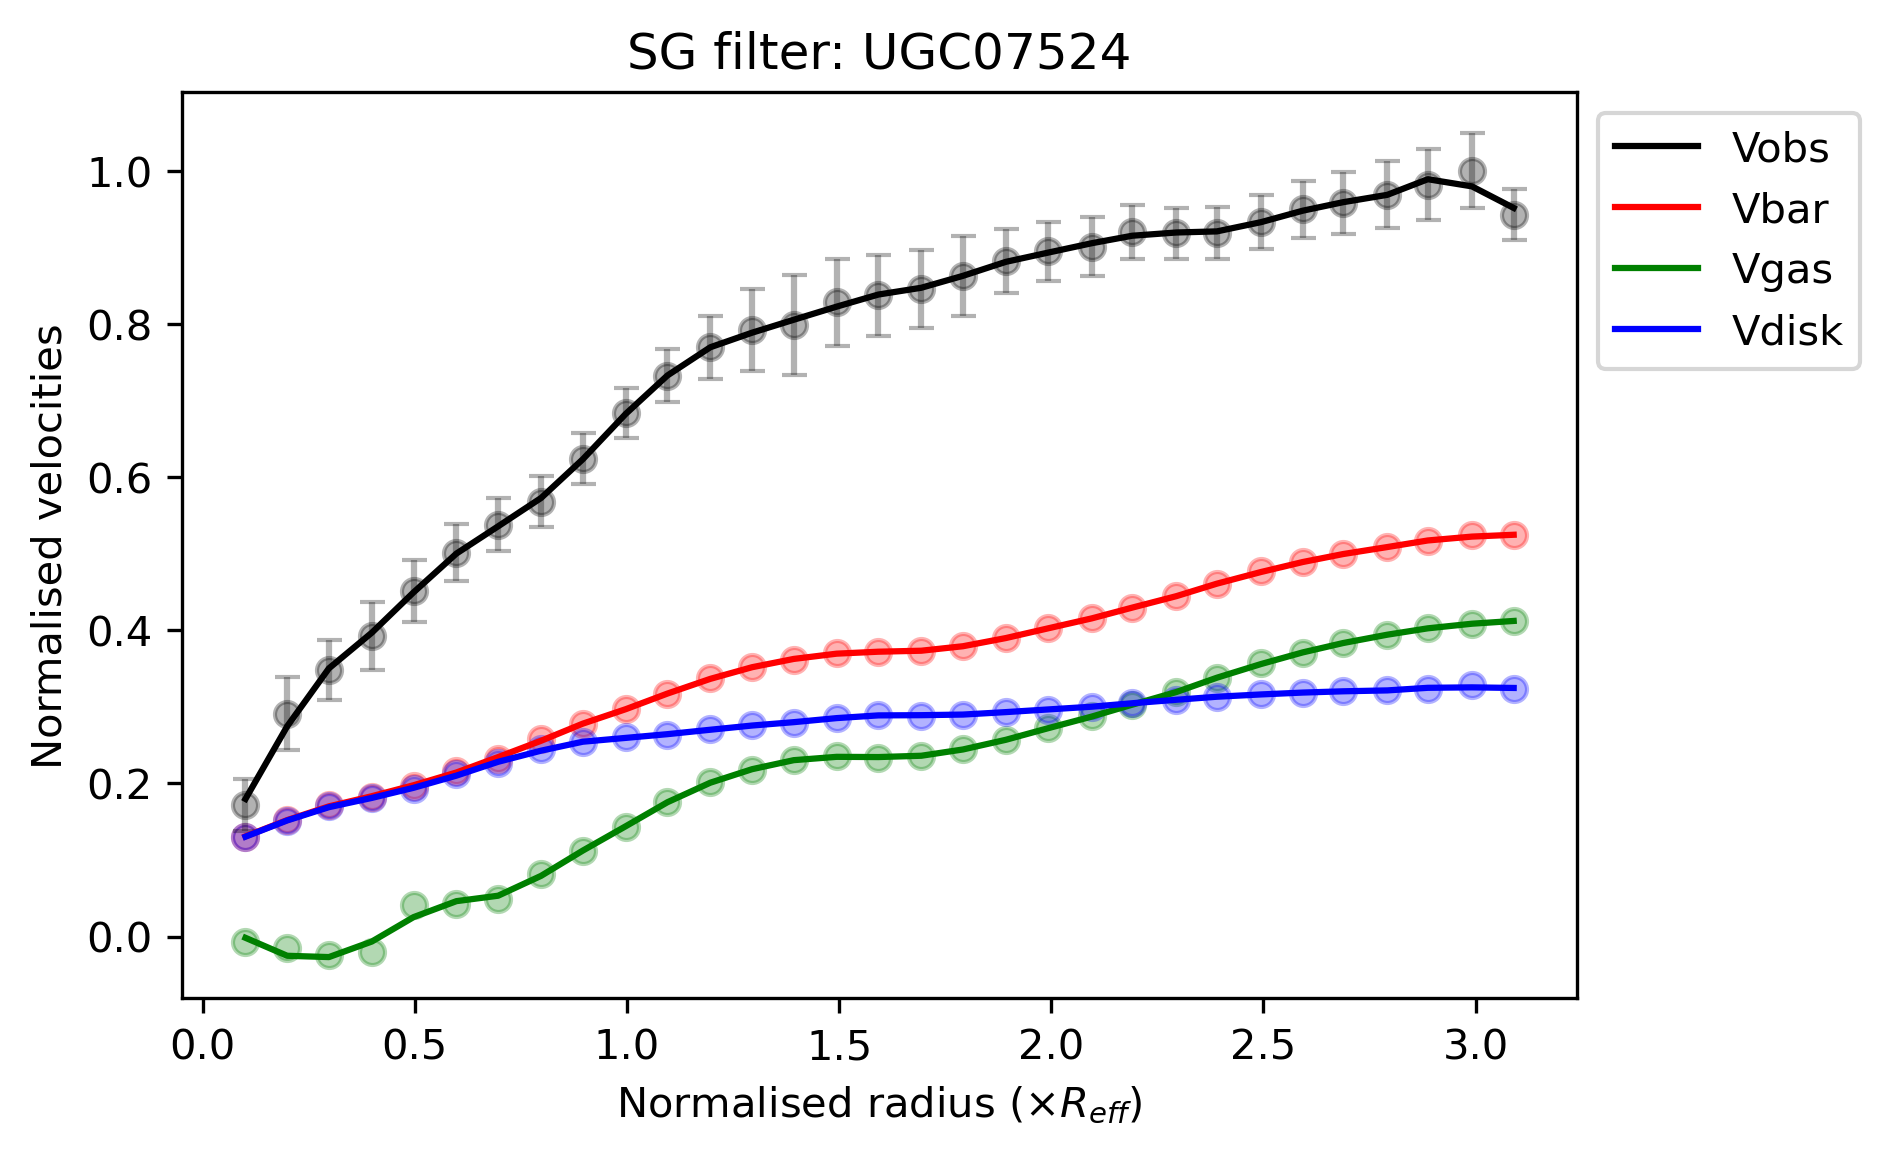 SG filter: UGC07524
Vobs
Vbar
Vgas
Vdisk
Normalised velocities
1.0
0.8
0.6
0.4
0.2
0.0
0.0 0.5 1.0 1.5 2.0 2.5 3.0
Normalised radius (×R_eff)